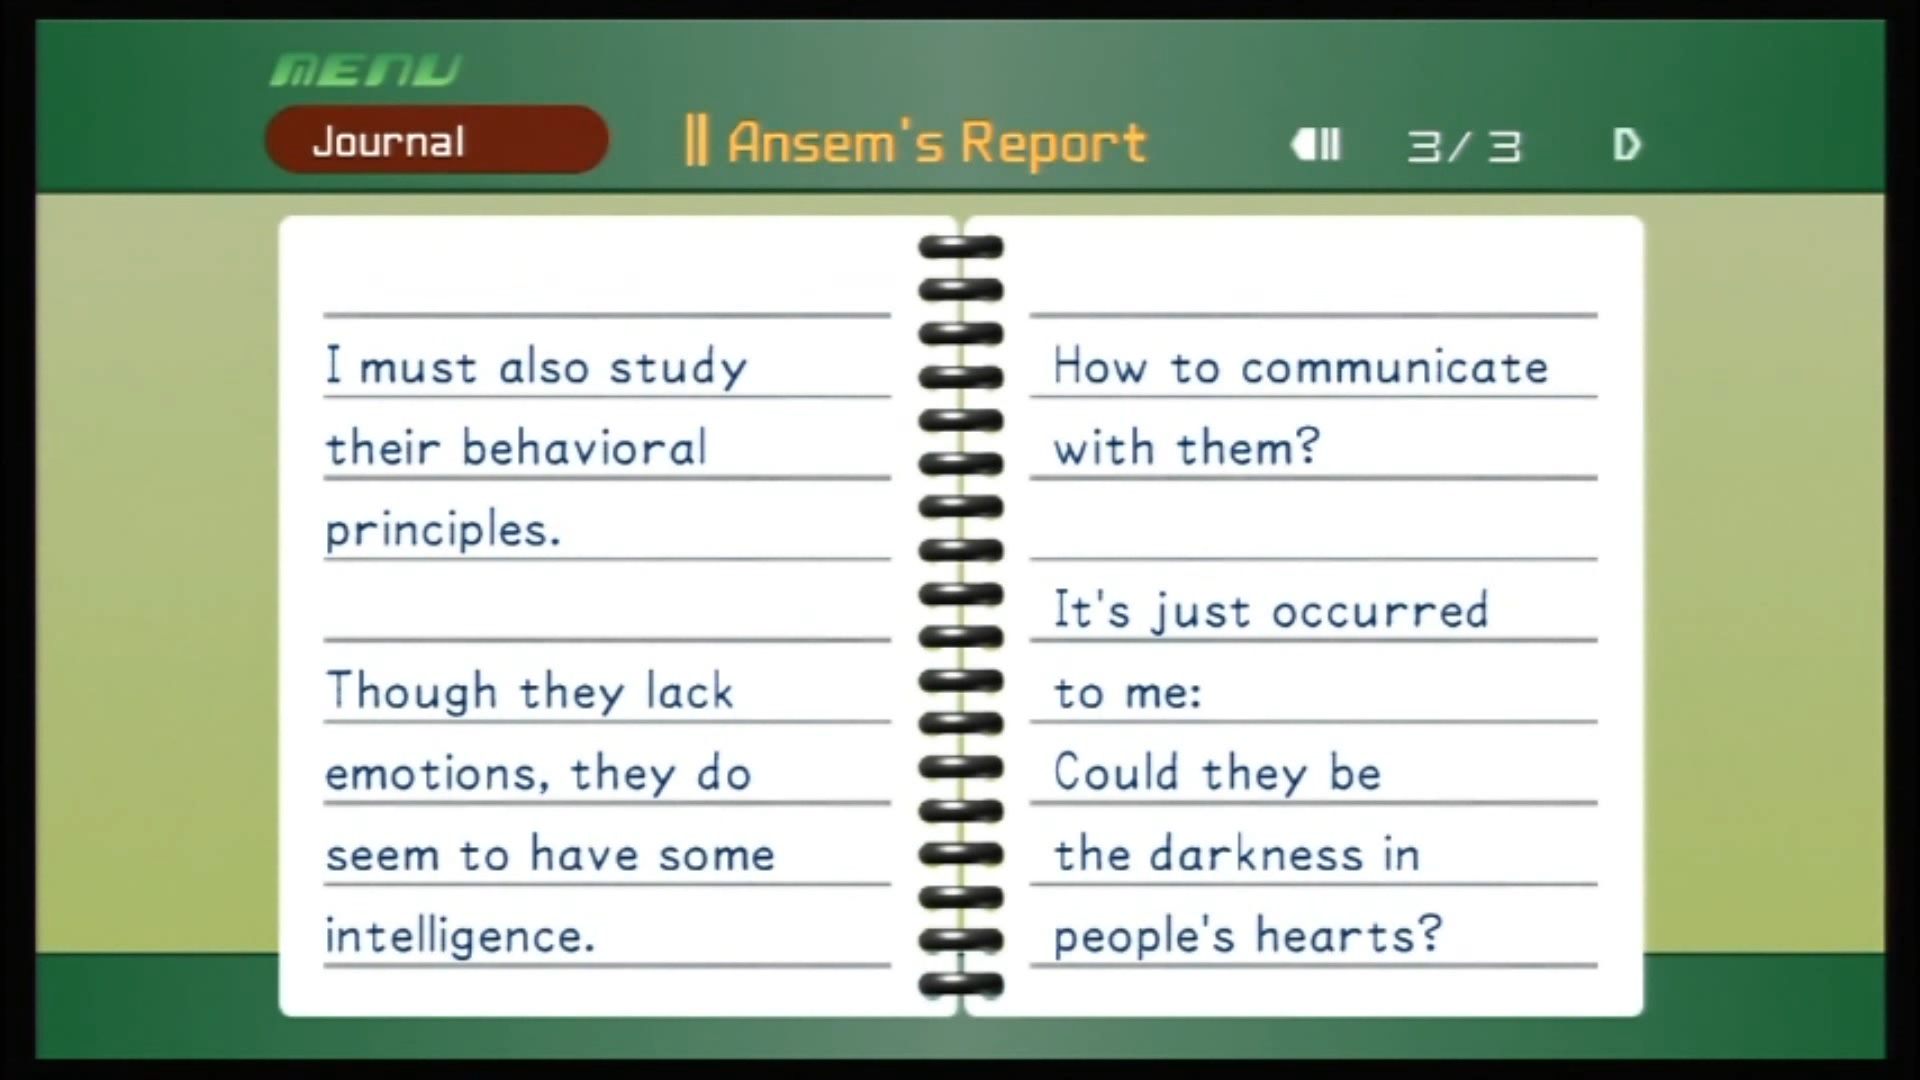 MENU
Journal
Ansem's Report
3/3
I must also study
their behavioral
principles.
Though they lack
emotions, they do
seem to have some
intelligence.
How to communicate
with them?
It's just occurred
to me:
Could they be
the darkness in
people's hearts?